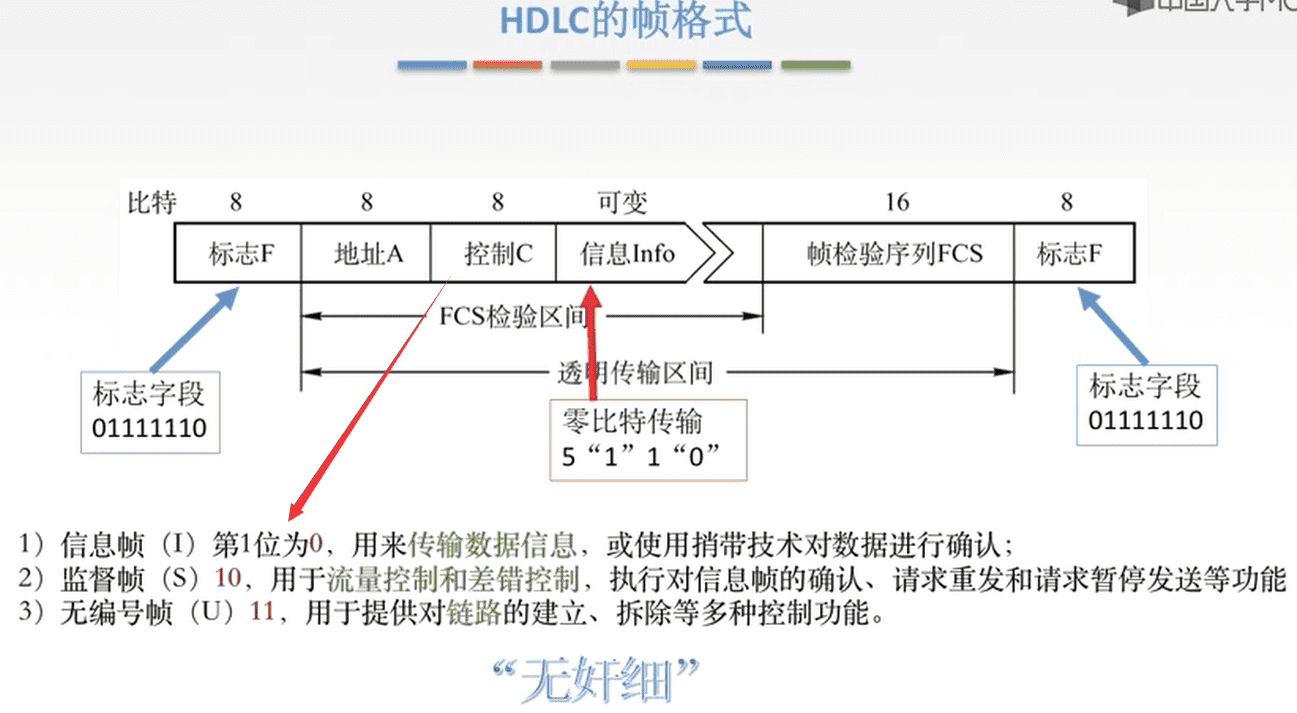 中国大学MO
HDLC的帧格式
比特 8 8 8 可变 16 8
标志F 地址A 控制C 信息Info 帧检验序列FCS 标志F
FCS检验区间
透明传输区间
标志字段
01111110
零比特传输
5“1”1“0”
标志字段
01111110
1）信息帧（I）第1位为0，用来传输数据信息，或使用捎带技术对数据进行确认；
2）监督帧（S）10，用于流量控制和差错控制，执行对信息帧的确认、请求重发和请求暂停发送等功能
3）无编号帧（U）11，用于提供对链路的建立、拆除等多种控制功能。
“无奸细”